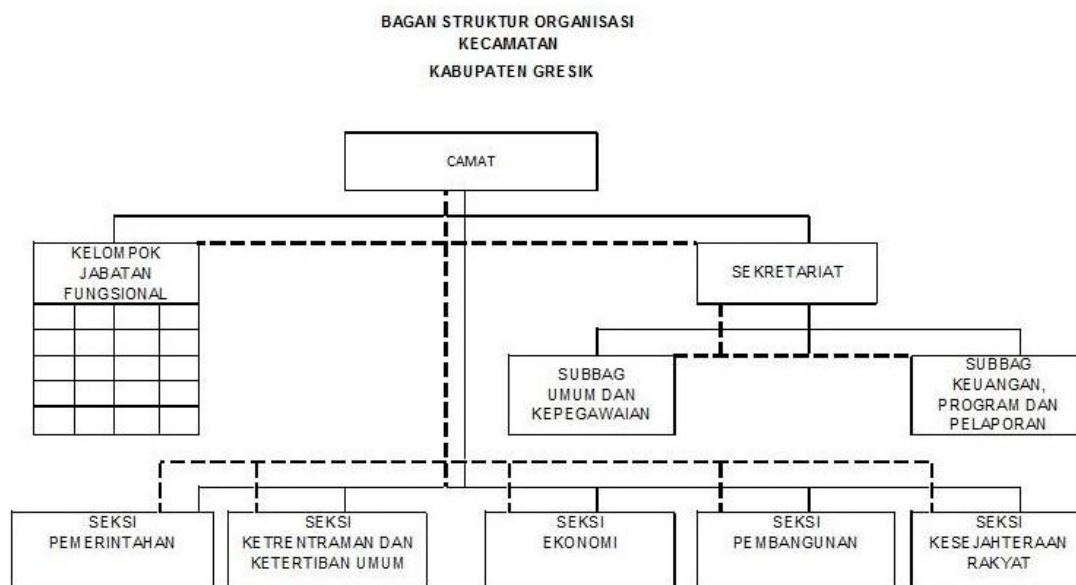 BAGAN STRUKTUR ORGANISASI
KECAMATAN
KABUPATEN GRESIK
CAMAT
KELOMPOK
JABATAN
FUNGSIONAL
SEKRETARIAT
SUBBAG
UMUM DAN
KEPEGAWAIAN
SUBBAG
KEUANGAN,
PROGRAM DAN
PELAPORAN
SEKSI
PEMERINTAHAN
SEKSI
KETRENTRAMAN DAN
KETERTIBAN UMUM
SEKSI
EKONOMI
SEKSI
PEMBANGUNAN
SEKSI
KESEJAHTERAAN
RAKYAT